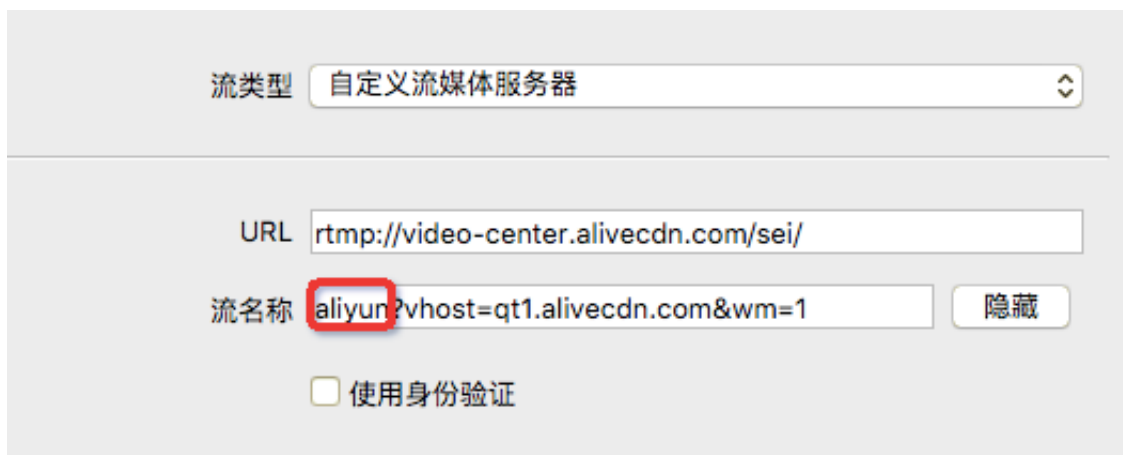 流类型 自定义流媒体服务器
URL rtmp://video-center.alivecdn.com/sei/
流名称 aliyun?vhost=qt1.alivecdn.com&wm=1 隐藏
使用身份验证